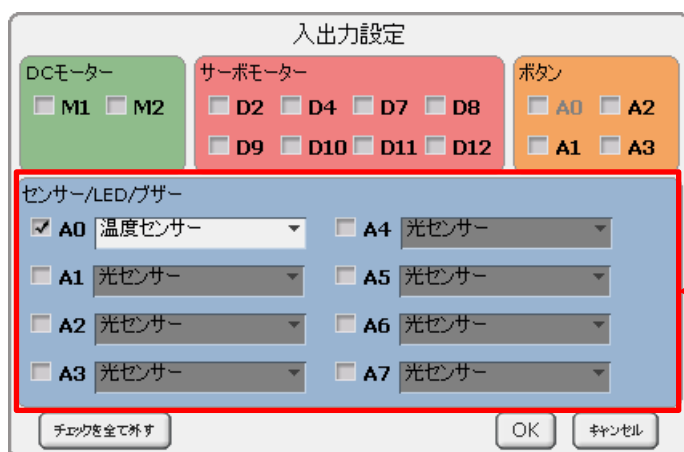 入出力設定
DCモーター
M1 M2
サーボモーター
D2 D4 D7 D8
D9 D10 D11 D12
ボタン
A0 A2
A1 A3
センサー/LED/ブザー
A0 温度センサー
A4 光センサー
A1 光センサー
A5 光センサー
A2 光センサー
A6 光センサー
A3 光センサー
A7 光センサー
チェックを全て外す
OK
キャンセル